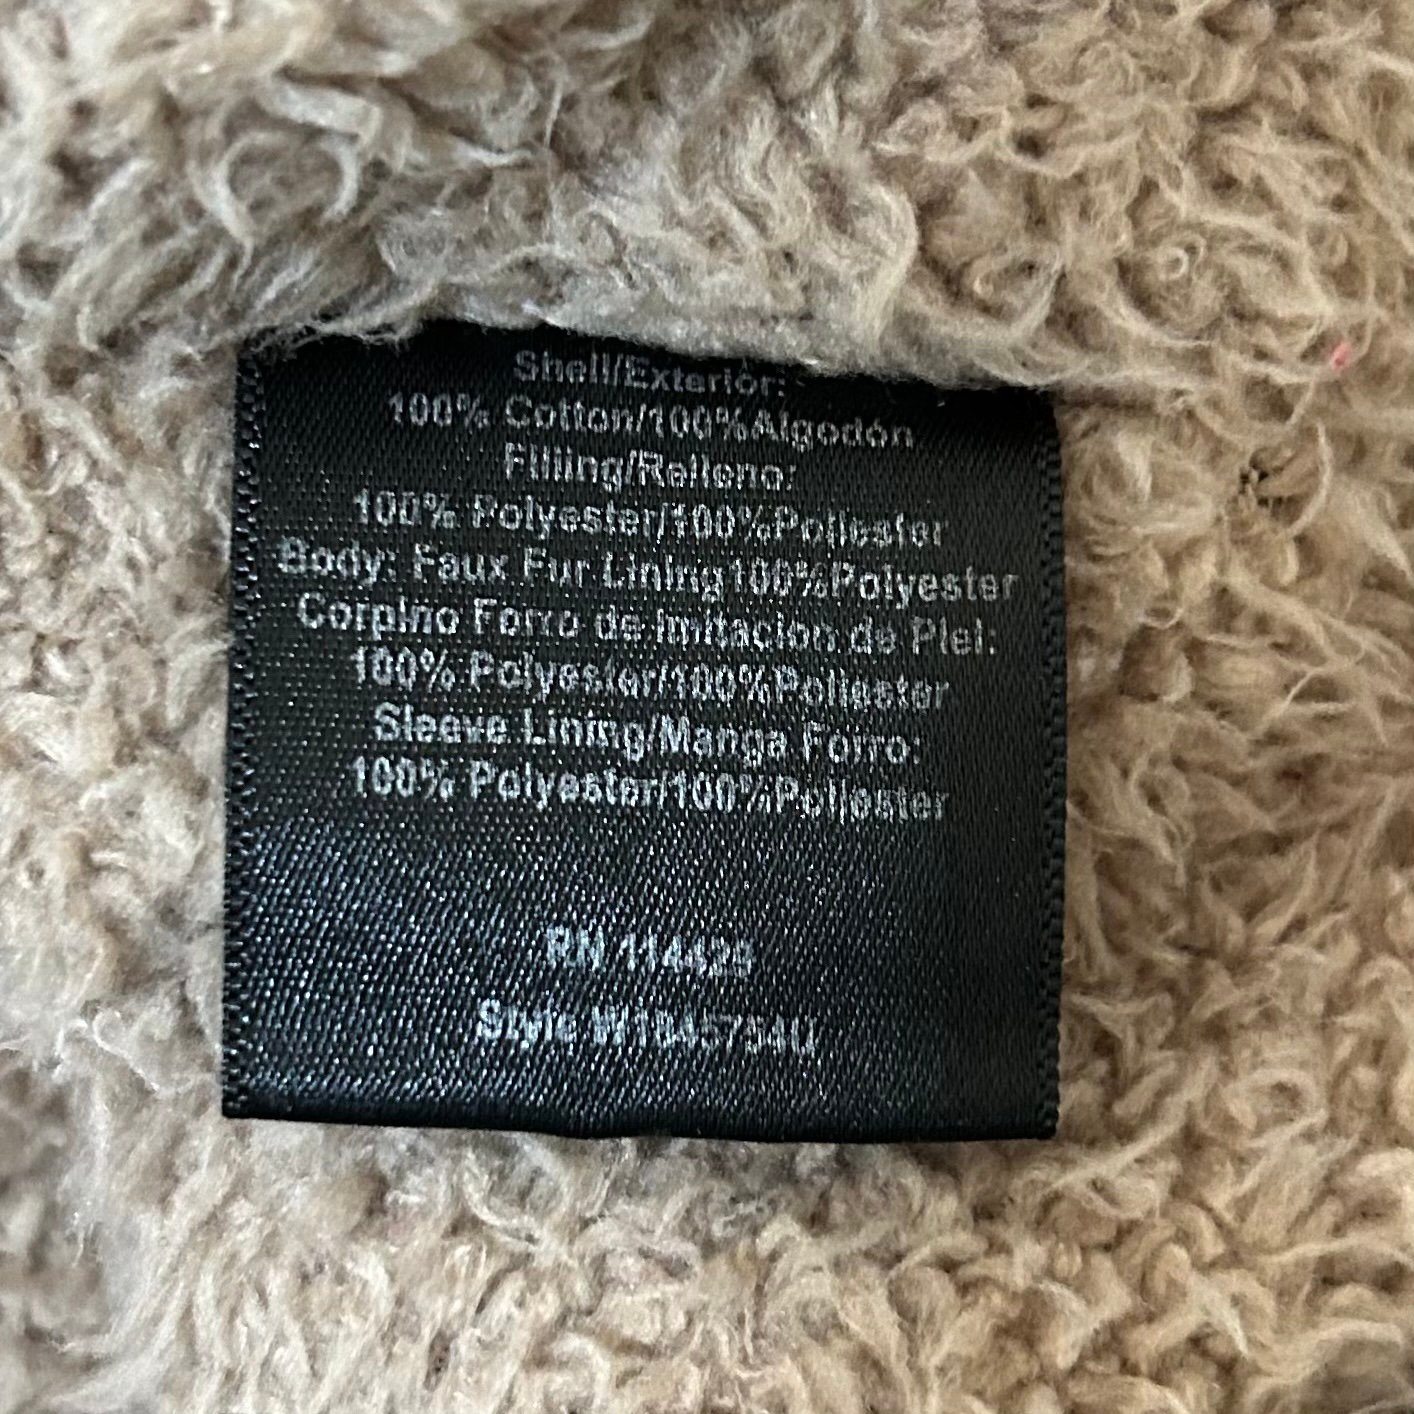 Shell/Exterior:
100% Cotton/100%Algodón
Filling/Relleno:
100% Polyester/100%Poliester
Body: Faux Fur Lining100%Polyester
Corpino Forro de imitacion de Piel:
100% Polyester/100%Poliester
Sleeve Lining/Manga Forro:
100% Polyester/100%Poliester
RN
Style